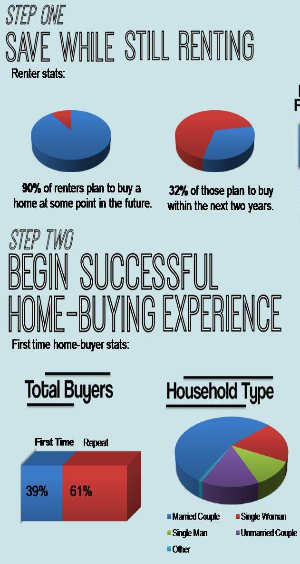 STEP ONE
SAVE WHILE STILL RENTING
Renter stats:
90% of renters plan to buy a
home at some point in the future.
32% of those plan to buy
within the next two years.
STEP TWO
BEGIN SUCCESSFUL
HOME-BUYING EXPERIENCE
First time home-buyer stats:
Total Buyers
First Time Repeat
39% 61%
Household Type
Married Couple Single Woman
Single Man Unmarried Couple
Other